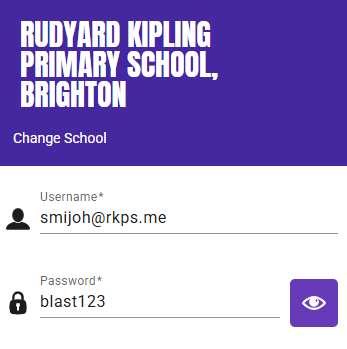 RUDYARD KIPLING
PRIMARY SCHOOL,
BRIGHTON
Change School
Username*
smijoh@rkps.me
Password*
blast123